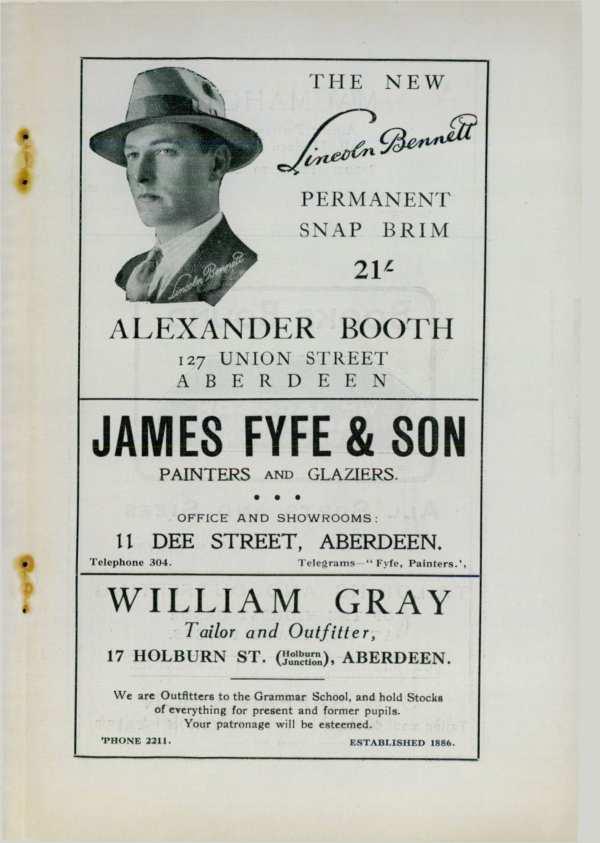 THE NEW
Lincoln Bennett
PERMANENT
SNAP BRIM
21/-
Lincoln Bennett
ALEXANDER BOOTH
127 UNION STREET
ABERDEEN
JAMES FYFE & SON
PAINTERS AND GLAZIERS.
OFFICE AND SHOWROOMS:
11 DEE STREET, ABERDEEN.
Telephone 304. Telegrams—"Fyfe, Painters.',
WILLIAM GRAY
Tailor and Outfitter,
17 HOLBURN ST. (Holburn Junction), ABERDEEN.
We are Outfitters to the Grammar School, and hold Stocks
of everything for present and former pupils.
Your patronage will be esteemed.
'PHONE 2211. ESTABLISHED 1886.